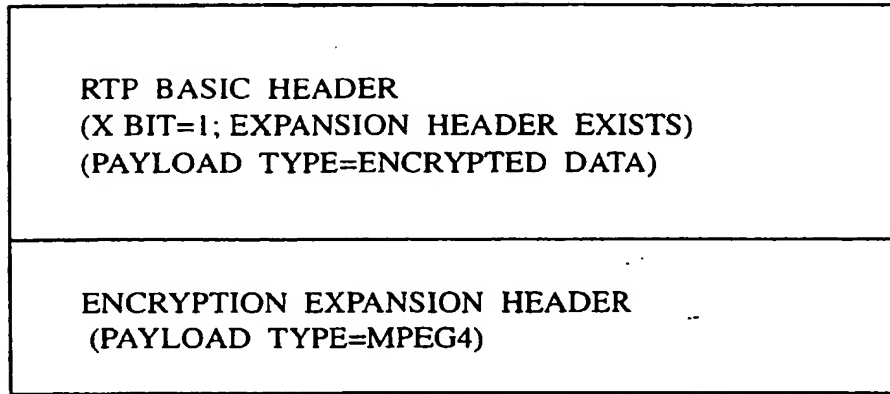 RTP BASIC HEADER
(X BIT=1; EXPANSION HEADER EXISTS)
(PAYLOAD TYPE=ENCRYPTED DATA)
ENCRYPTION EXPANSION HEADER
(PAYLOAD TYPE=MPEG4)